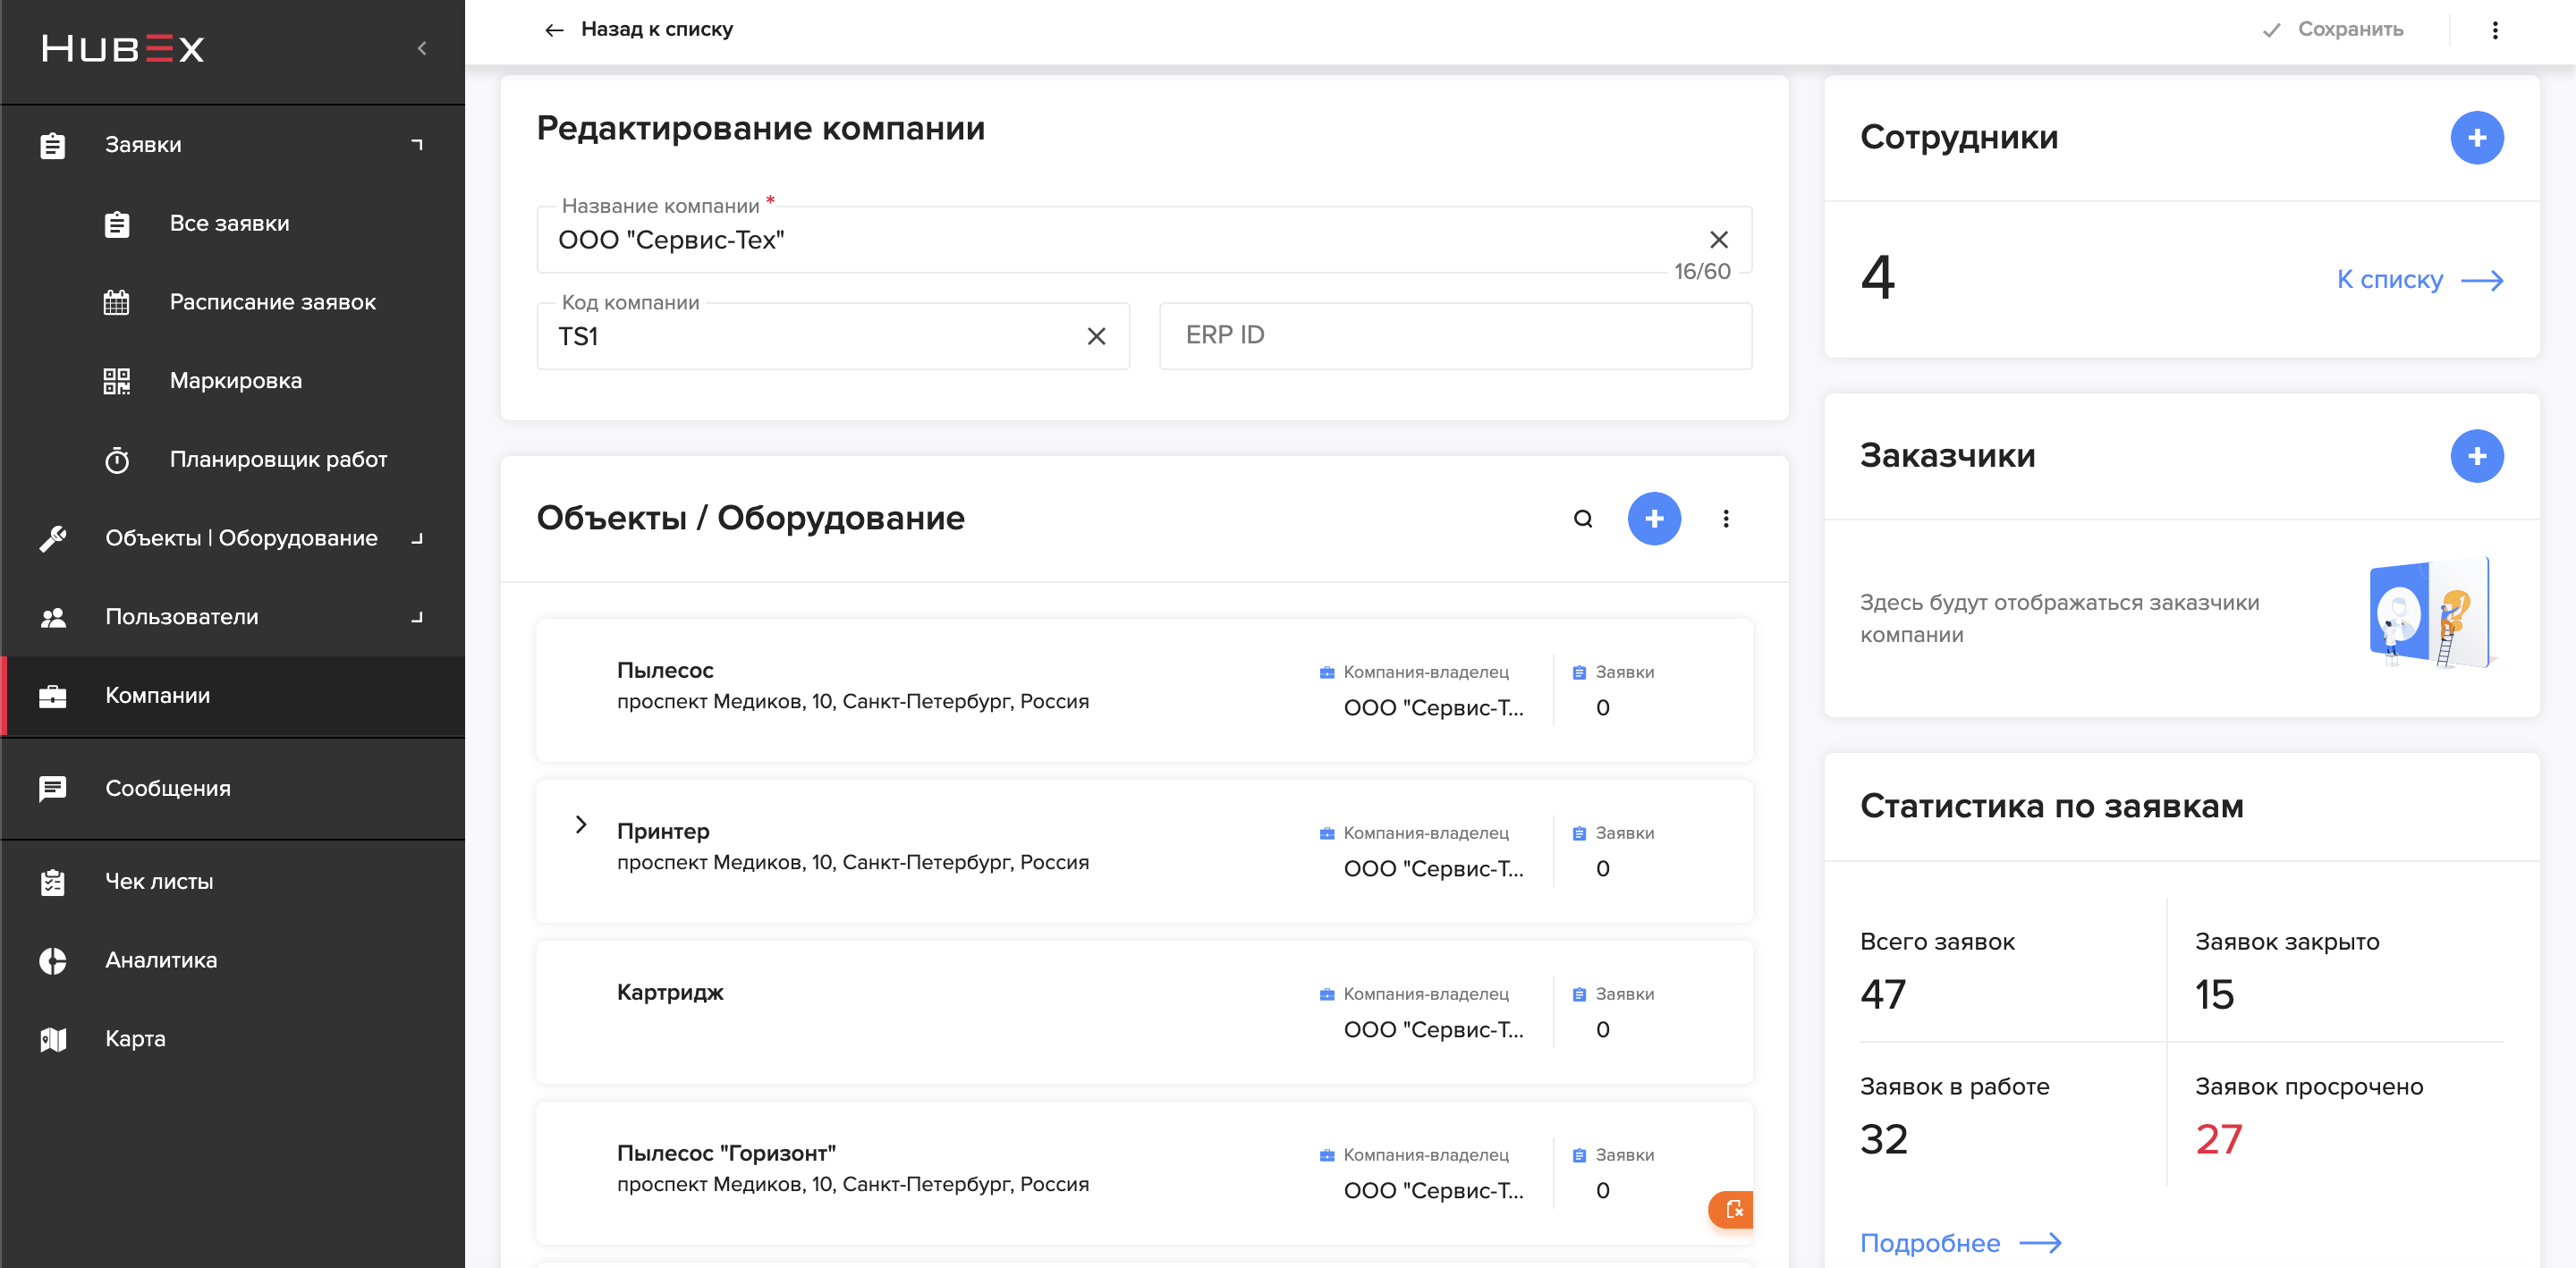 HUBEX
Заявки
Все заявки
Расписание заявок
Маркировка
Планировщик работ
Объекты | Оборудование
Пользователи
Компании
Сообщения
Чек листы
Аналитика
Карта
Назад к списку
Сохранить
Редактирование компании
Название компании *
ООО "Сервис-Тех"
16/60
Код компании
TS1
ERP ID
Объекты / Оборудование
Пылесос
проспект Медиков, 10, Санкт-Петербург, Россия
Компания-владелец
ООО "Сервис-Т...
Заявки
0
Принтер
проспект Медиков, 10, Санкт-Петербург, Россия
Компания-владелец
ООО "Сервис-Т...
Заявки
0
Картридж
Компания-владелец
ООО "Сервис-Т...
Заявки
0
Пылесос "Горизонт"
проспект Медиков, 10, Санкт-Петербург, Россия
Компания-владелец
ООО "Сервис-Т...
Заявки
0
Сотрудники
4
К списку
Заказчики
Здесь будут отображаться заказчики
компании
Статистика по заявкам
Всего заявок
47
Заявок закрыто
15
Заявок в работе
32
Заявок просрочено
27
Подробнее